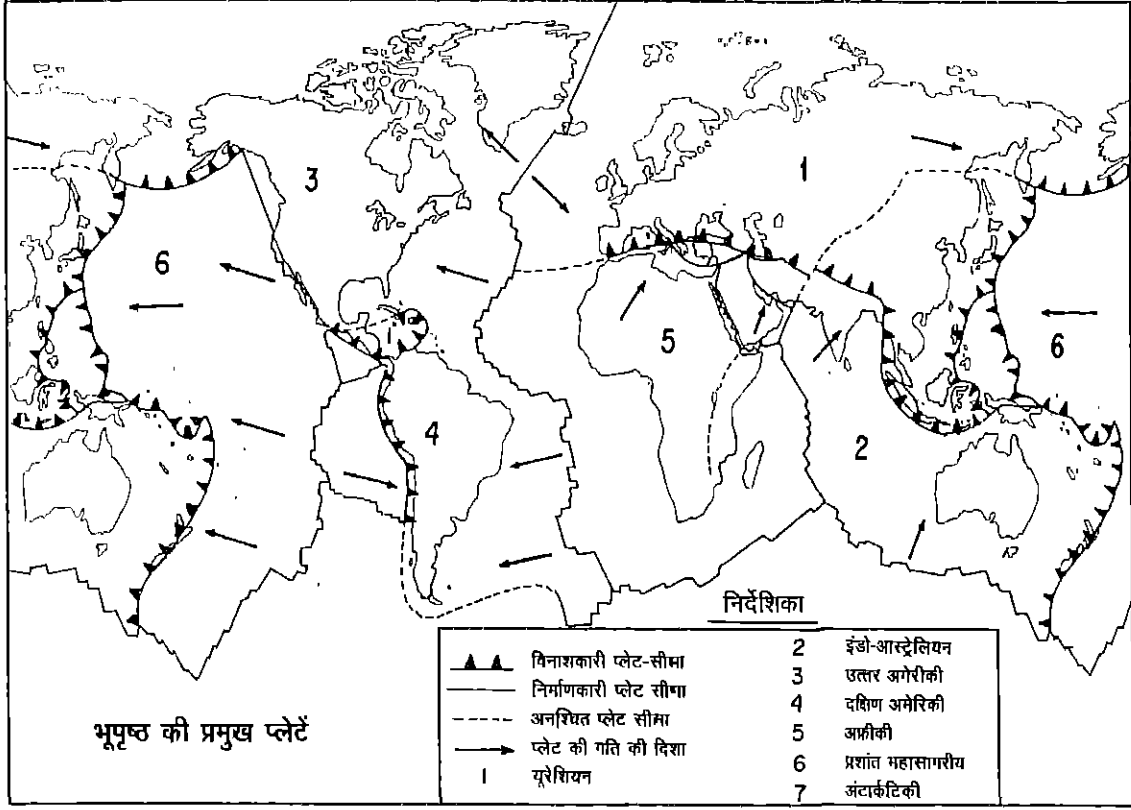 3
1
6
5
6
4
2
निर्देशिका
विनाशकारी प्लेट-सीमा
निर्माणकारी प्लेट सीमा
अनश्चित प्लेट सीमा
प्लेट की गति की दिशा
1 यूरेशियन
2 इंडो-आस्ट्रेलियन
3 उत्तर अमेरीकी
4 दक्षिण अमेरिकी
5 अफ्रीकी
6 प्रशांत महासागरीय
7 अंटार्कटिकी
भूपृष्ठ की प्रमुख प्लेटें